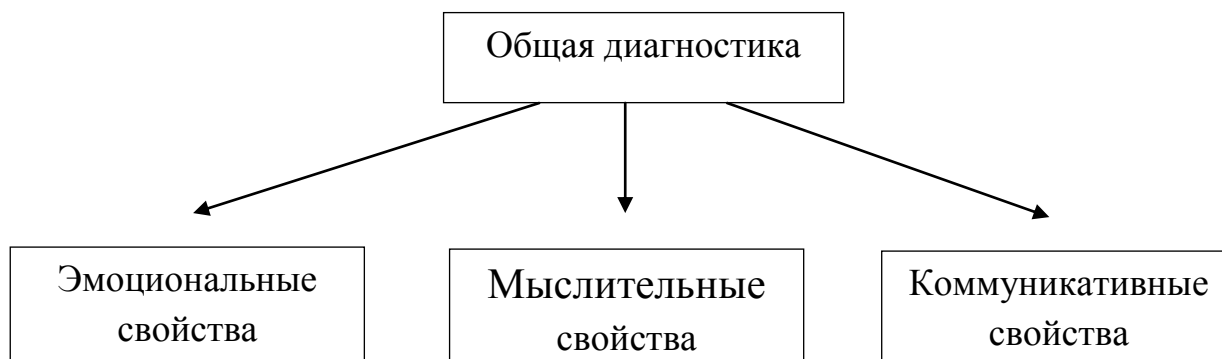 Общая диагностика
Эмоциональные
свойства
Мыслительные
свойства
Коммуникативные
свойства